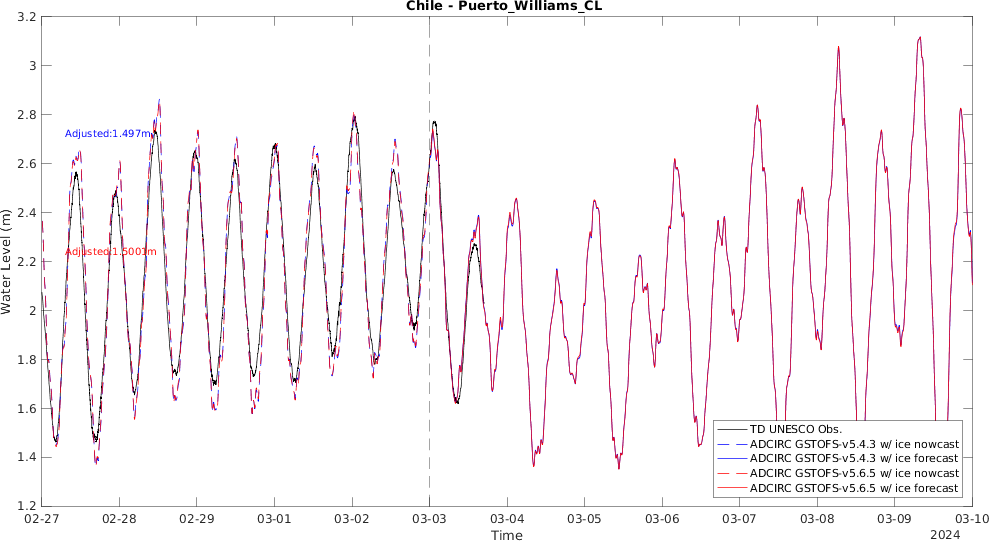 Chile - Puerto_Williams_CL
3.2
3
2.8
2.6
2.4
2.2
2
1.8
1.6
1.4
1.2
Water Level (m)
Adjusted:1.497m
Adjusted:1.5001m
TD UNESCO Obs.
ADCIRC GSTOFS-v5.4.3 w/ ice nowcast
ADCIRC GSTOFS-v5.4.3 w/ ice forecast
ADCIRC GSTOFS-v5.6.5 w/ ice nowcast
ADCIRC GSTOFS-v5.6.5 w/ ice forecast
02-27 02-28 02-29 03-01 03-02 03-03 03-04 03-05 03-06 03-07 03-08 03-09 03-10
Time
2024